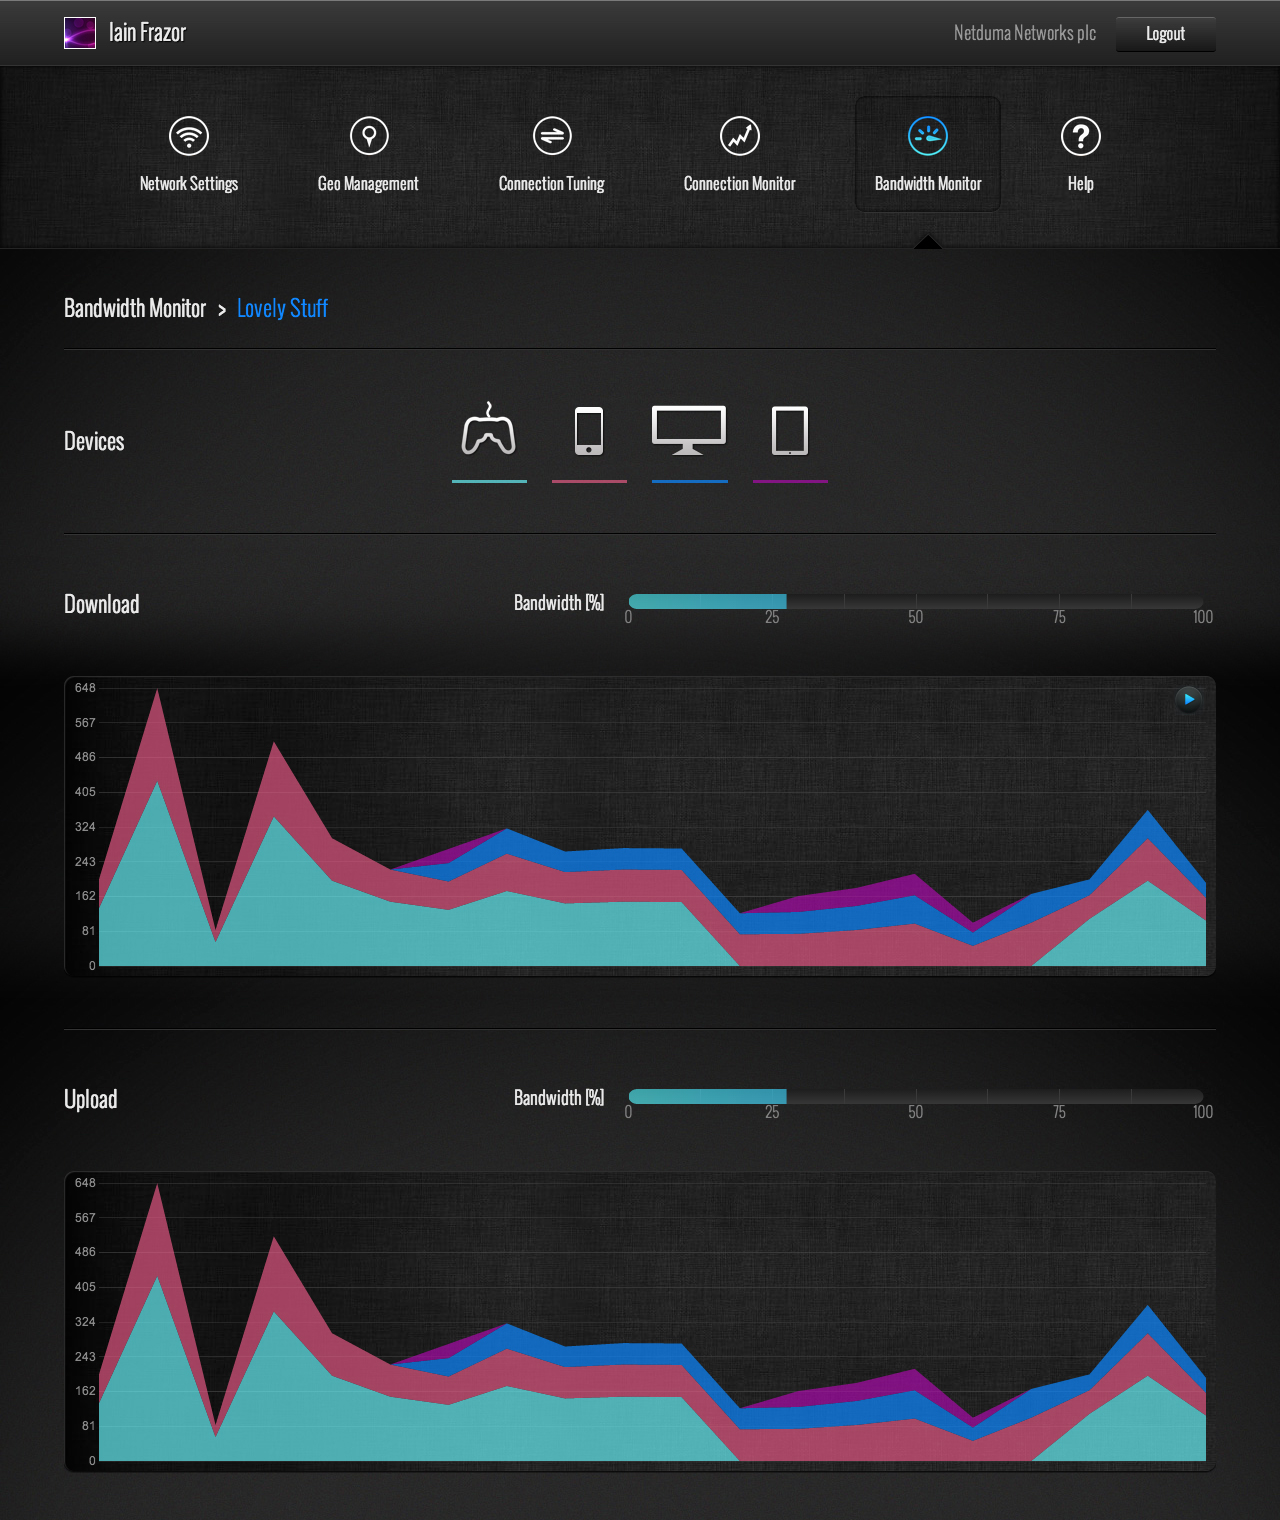 Iain Frazor
Netduma Networks plc
Logout
Network Settings
Geo Management
Connection Tuning
Connection Monitor
Bandwidth Monitor
Help
Bandwidth Monitor > Lovely Stuff
Devices
Download
Bandwidth [%]
0 25 50 75 100
648
567
486
405
324
243
162
81
0
Upload
Bandwidth [%]
0 25 50 75 100
648
567
486
405
324
243
162
81
0